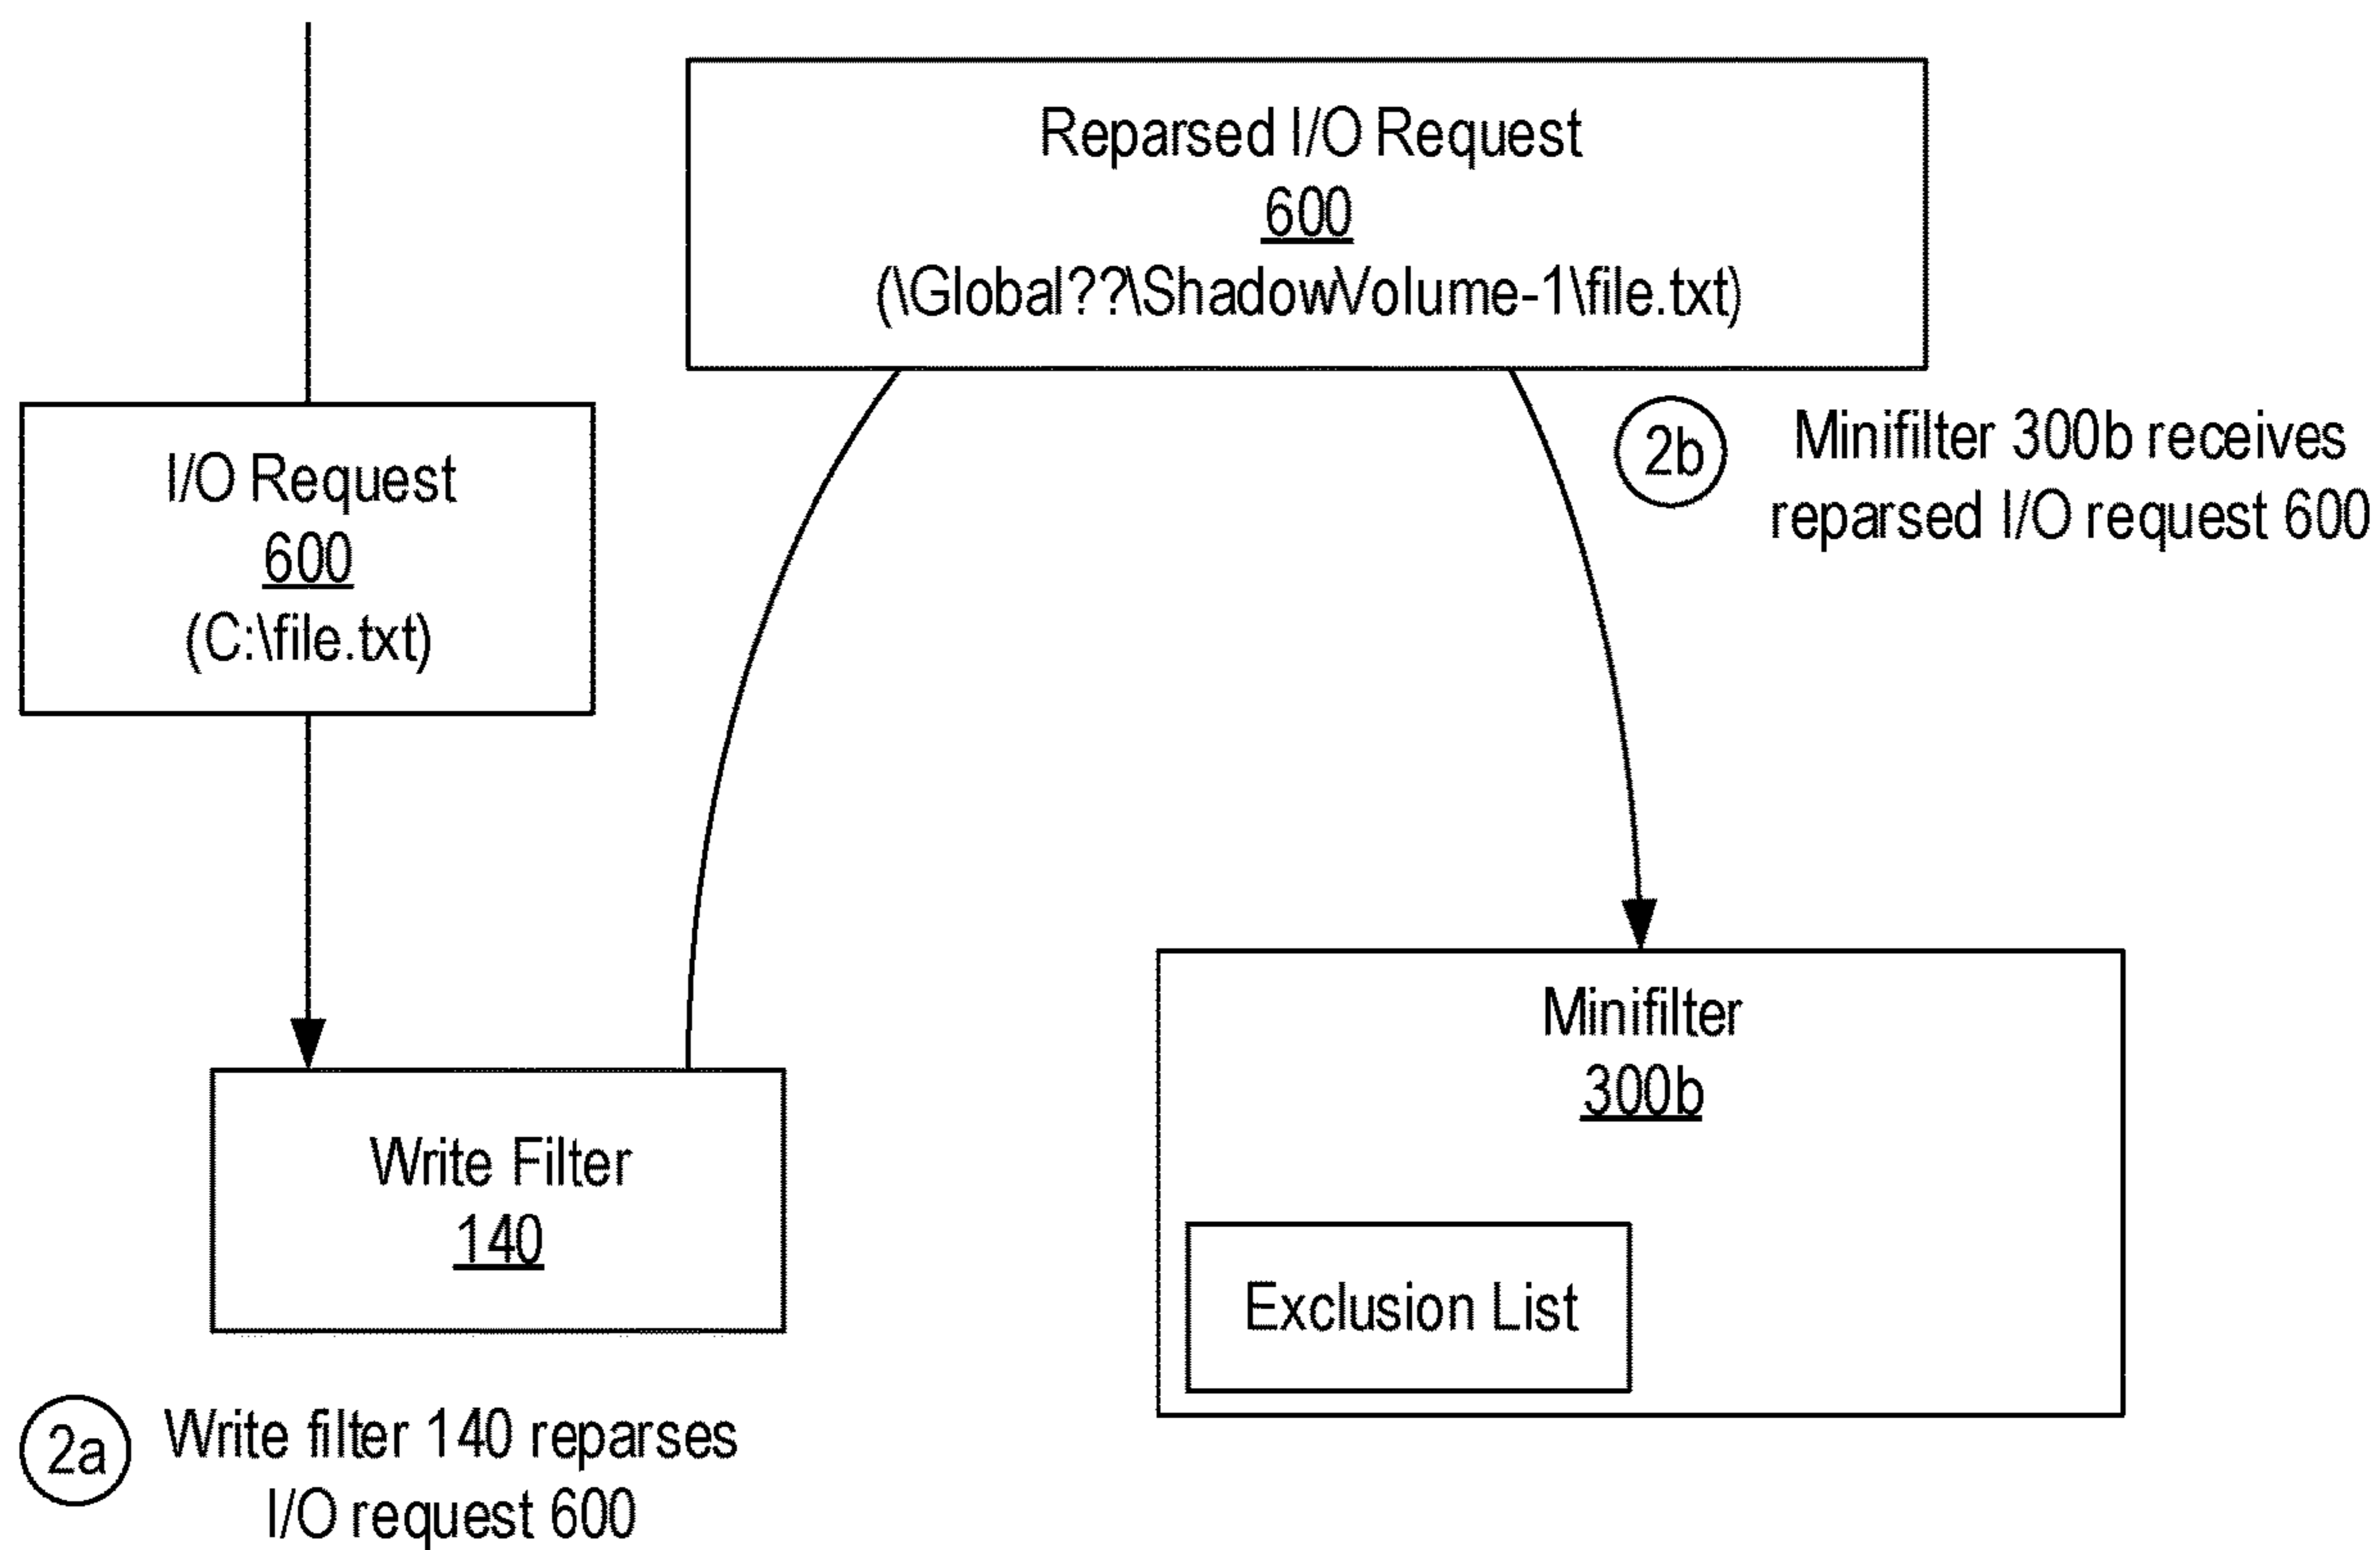 Reparsed I/O Request
600
(\Global??\ShadowVolume-1\file.txt)
I/O Request
600
(C:\file.txt)
2b
Minifilter 300b receives
reparsed I/O request 600
Minifilter
300b
Exclusion List
Write Filter
140
2a
Write filter 140 reparses
I/O request 600